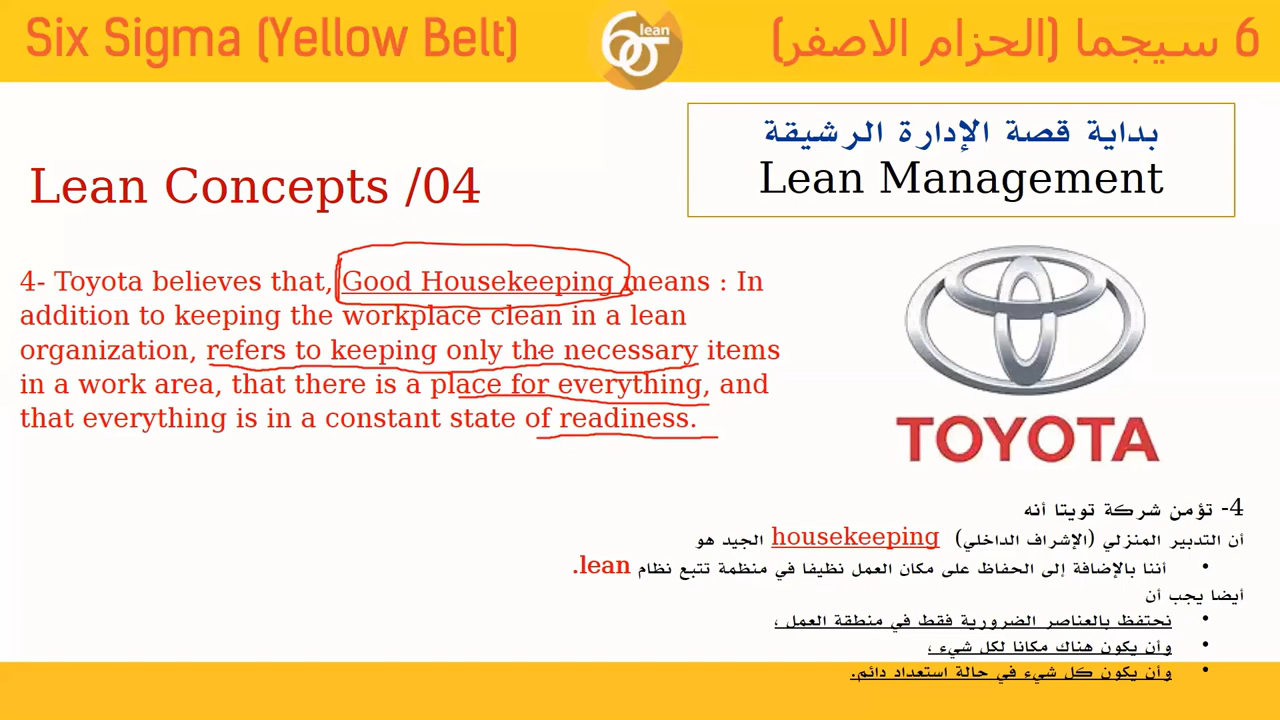 Six Sigma (Yellow Belt)
lean
6σ
6 سيجما (الحزام الاصفر)
بداية قصة الإدارة الرشيقة
Lean Management
Lean Concepts /04
4- Toyota believes that, Good Housekeeping means : In
addition to keeping the workplace clean in a lean
organization, refers to keeping only the necessary items
in a work area, that there is a place for everything, and
that everything is in a constant state of readiness.
TOYOTA
4- تؤمن شركة تويتا أنه
أن التدبير المنزلي (الإشراف الداخلي) housekeeping الجيد هو
• أننا بالإضافة إلى الحفاظ على مكان العمل نظيفا في منظمة تتبع نظام lean.
أيضا يجب أن
• نحتفظ بالعناصر الضرورية فقط في منطقة العمل ،
• وأن يكون هناك مكانا لكل شيء ،
• وأن يكون كل شيء في حالة استعداد دائم.